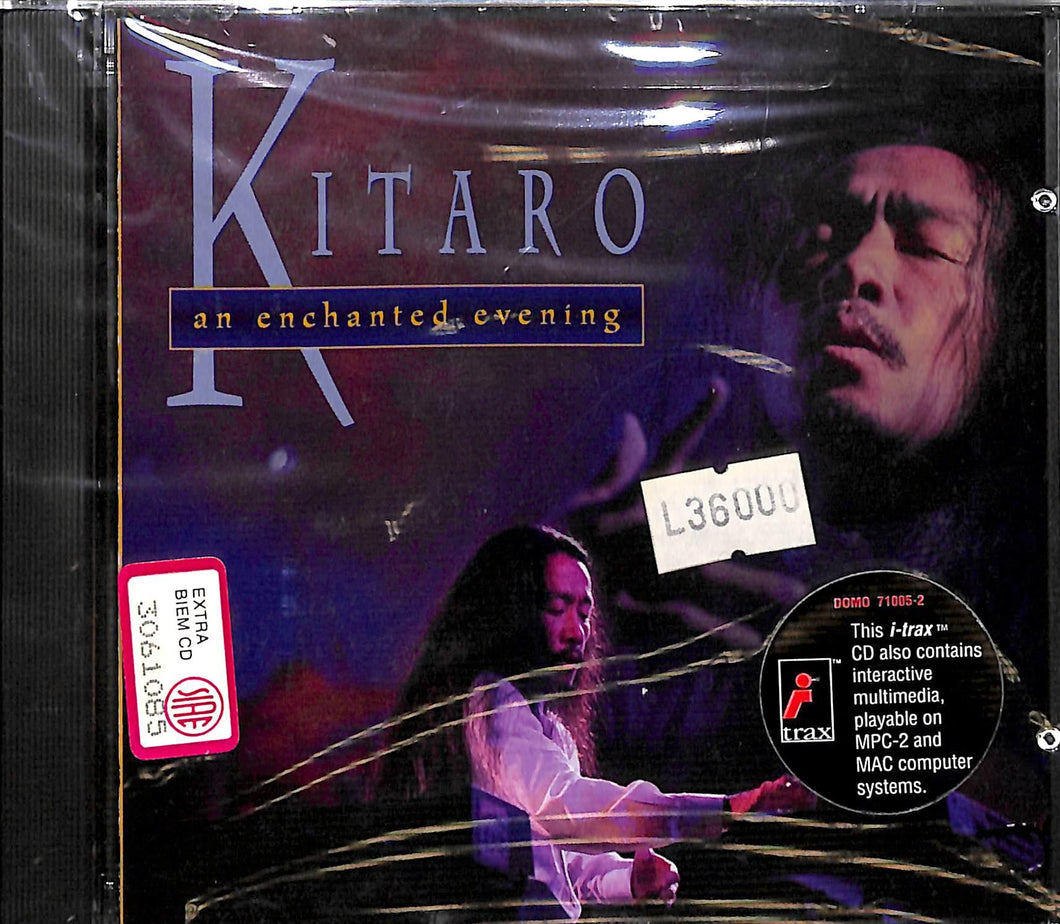 KITARO
an enchanted evening
L36000
EXTRA
BIEM CD
3061085
SIAE
DOMO 71005-2
This i-trax™
CD also contains
interactive
multimedia,
playable on
MPC-2 and
MAC computer
systems.
trax™